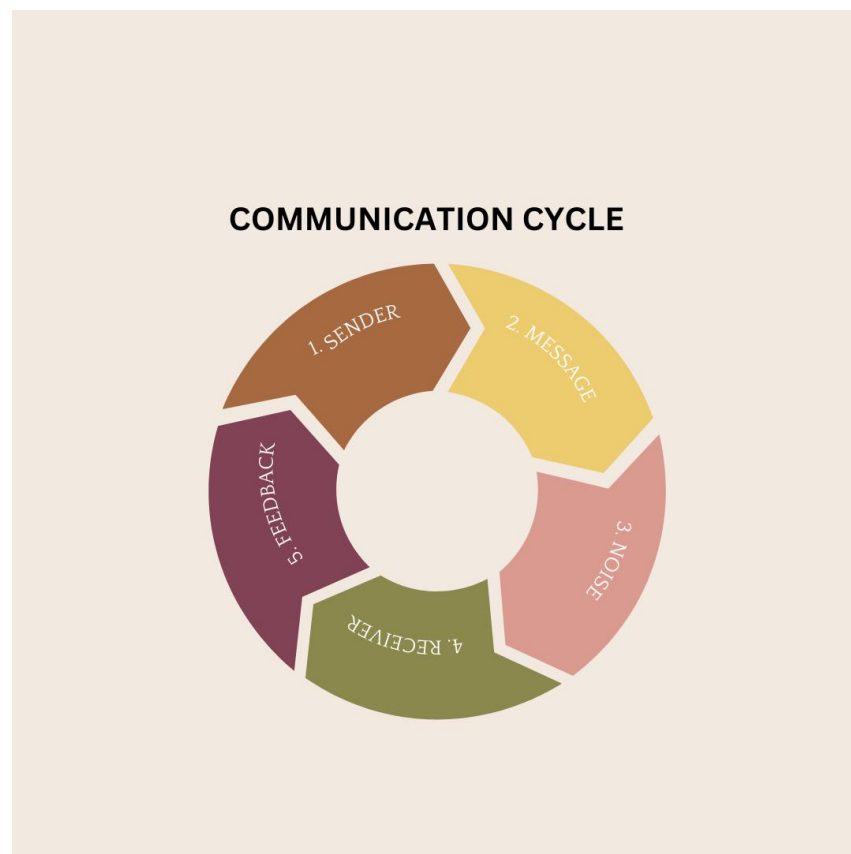 COMMUNICATION CYCLE
1. SENDER
2. MESSAGE
3. NOISE
4. RECEIVER
5. FEEDBACK